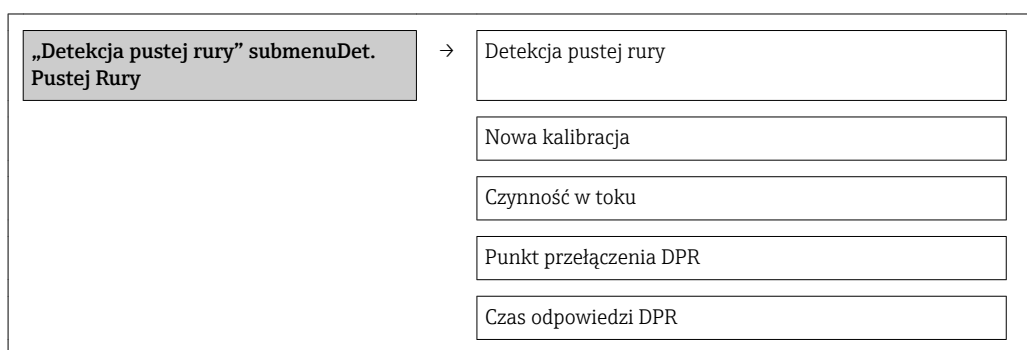 „Detekcja pustej rury” submenuDet.
Pustej Rury
→
Detekcja pustej rury
Nowa kalibracja
Czynność w toku
Punkt przełączenia DPR
Czas odpowiedzi DPR